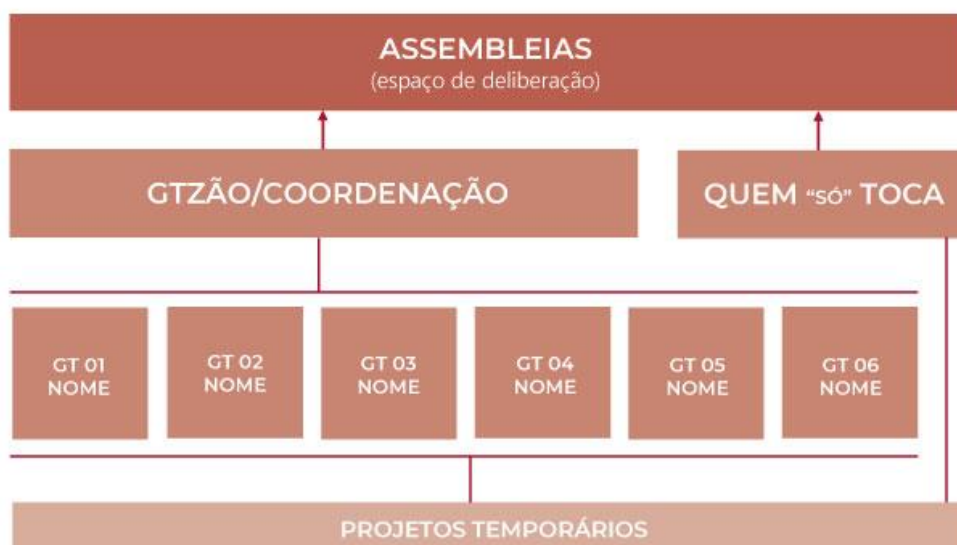 ASSEMBLEIAS
(espaço de deliberação)
GTZÃO/COORDENAÇÃO
QUEM “SÓ” TOCA
GT 01
NOME
GT 02
NOME
GT 03
NOME
GT 04
NOME
GT 05
NOME
GT 06
NOME
PROJETOS TEMPORÁRIOS